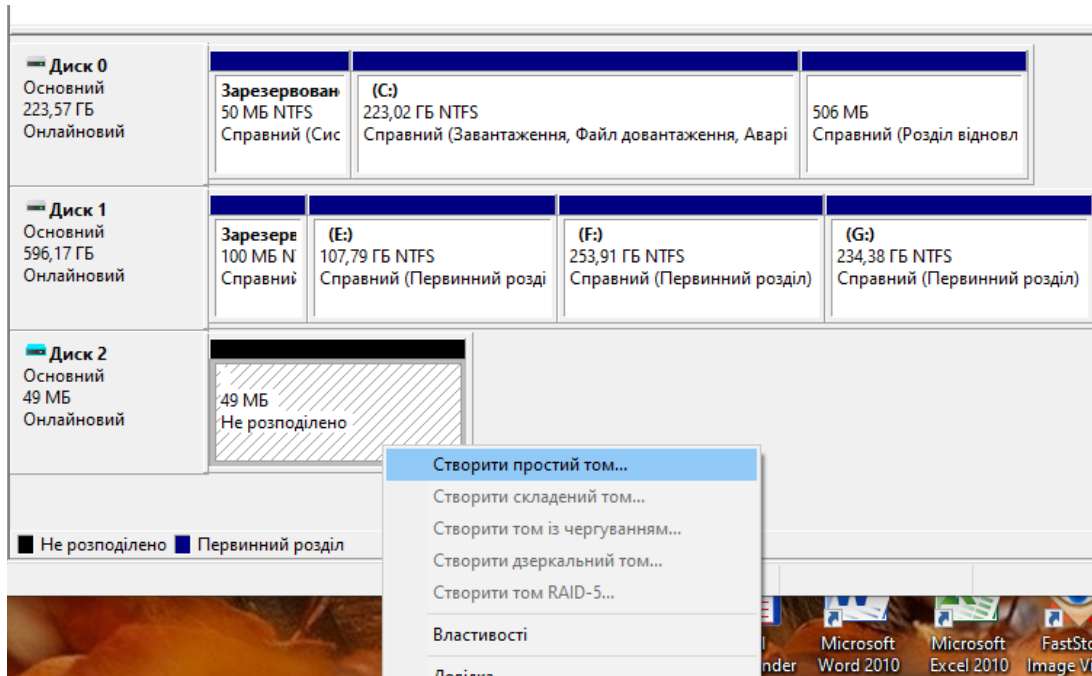 Диск 0
Основний
223,57 ГБ
Онлайновий
Зарезервован
50 МБ NTFS
Справний (Сис
(C:)
223,02 ГБ NTFS
Справний (Завантаження, Файл довантаження, Авар
506 МБ
Справний (Розділ відновл
Диск 1
Основний
596,17 ГБ
Онлайновий
Зарезерв
100 МБ N
Справний
(E:)
107,79 ГБ NTFS
Справний (Первинний розді
(F:)
253,91 ГБ NTFS
Справний (Первинний розділ)
(G:)
234,38 ГБ NTFS
Справний (Первинний розділ)
Диск 2
Основний
49 МБ
Онлайновий
49 МБ
Не розподілено
Створити простий том...
Створити складений том...
Створити том із чергуванням...
Створити дзеркальний том...
Створити том RAID-5...
Властивості
Довідка
Не розподілено
Первинний розділ
nder
Microsoft
Word 2010
Microsoft
Excel 2010
FastSto
Image Vi